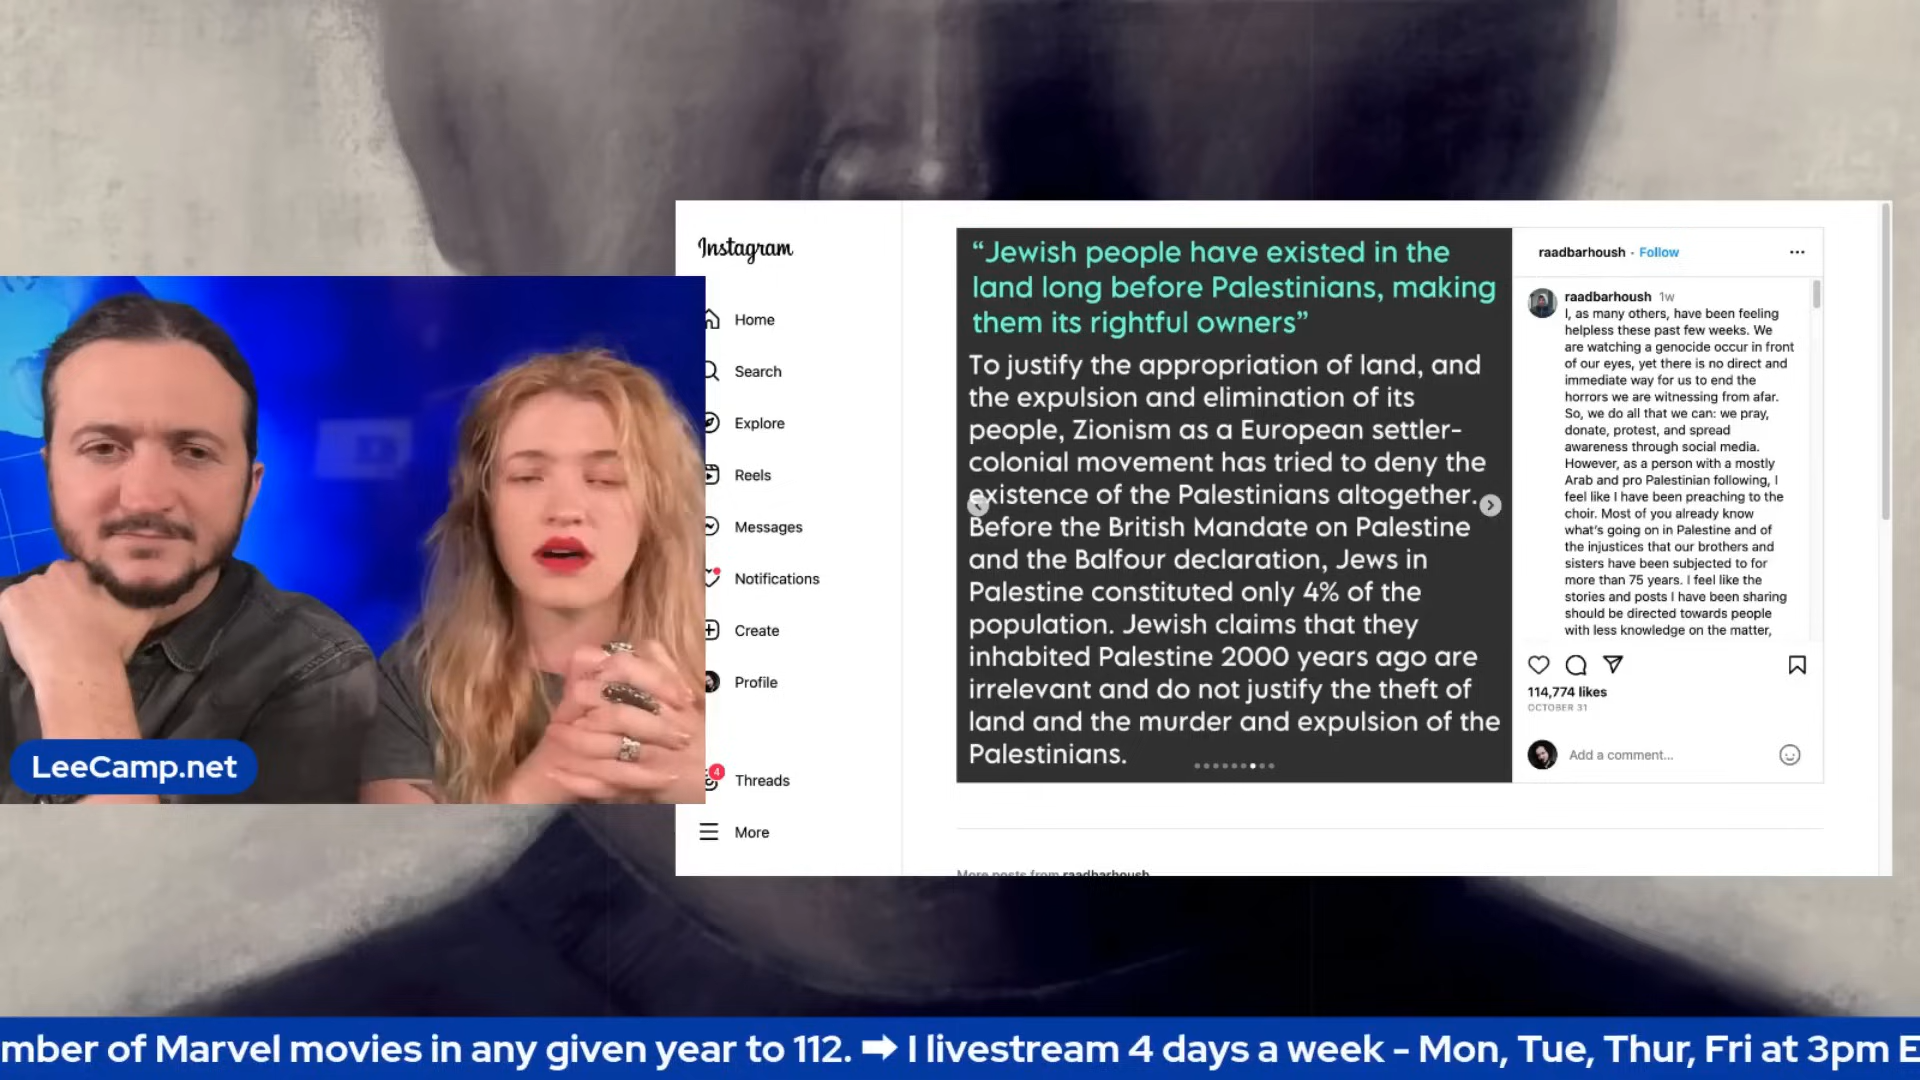 Instagram
Home
Search
Explore
Reels
Messages
Notifications
Create
Profile
4
Threads
More
“Jewish people have existed in the
land long before Palestinians, making
them its rightful owners”
To justify the appropriation of land, and
the expulsion and elimination of its
people, Zionism as a European settler-
colonial movement has tried to deny the
existence of the Palestinians altogether.
Before the British Mandate on Palestine
and the Balfour declaration, Jews in
Palestine constituted only 4% of the
population. Jewish claims that they
inhabited Palestine 2000 years ago are
irrelevant and do not justify the theft of
land and the murder and expulsion of the
Palestinians.
raadbarhoush · Follow
raadbarhoush 1w
I, as many others, have been feeling
helpless these past few weeks. We
are watching a genocide occur in front
of our eyes, yet there is no direct and
immediate way for us to end the
horrors we are witnessing from afar.
So, we do all that we can: we pray,
donate, protest, and spread
awareness through social media.
However, as a person with a mostly
Arab and pro Palestinian following, I
feel like I have been preaching to the
choir. Most of you already know
what's going on in Palestine and of
the injustices that our brothers and
sisters have been subjected to for
more than 75 years. I feel like the
stories and posts I have been sharing
should be directed towards people
with less knowledge on the matter,
114,774 likes
OCTOBER 31
Add a comment...
More posts from raadbarhoush
LeeCamp.net
mber of Marvel movies in any given year to 112. ➡ I livestream 4 days a week - Mon, Tue, Thur, Fri at 3pm E